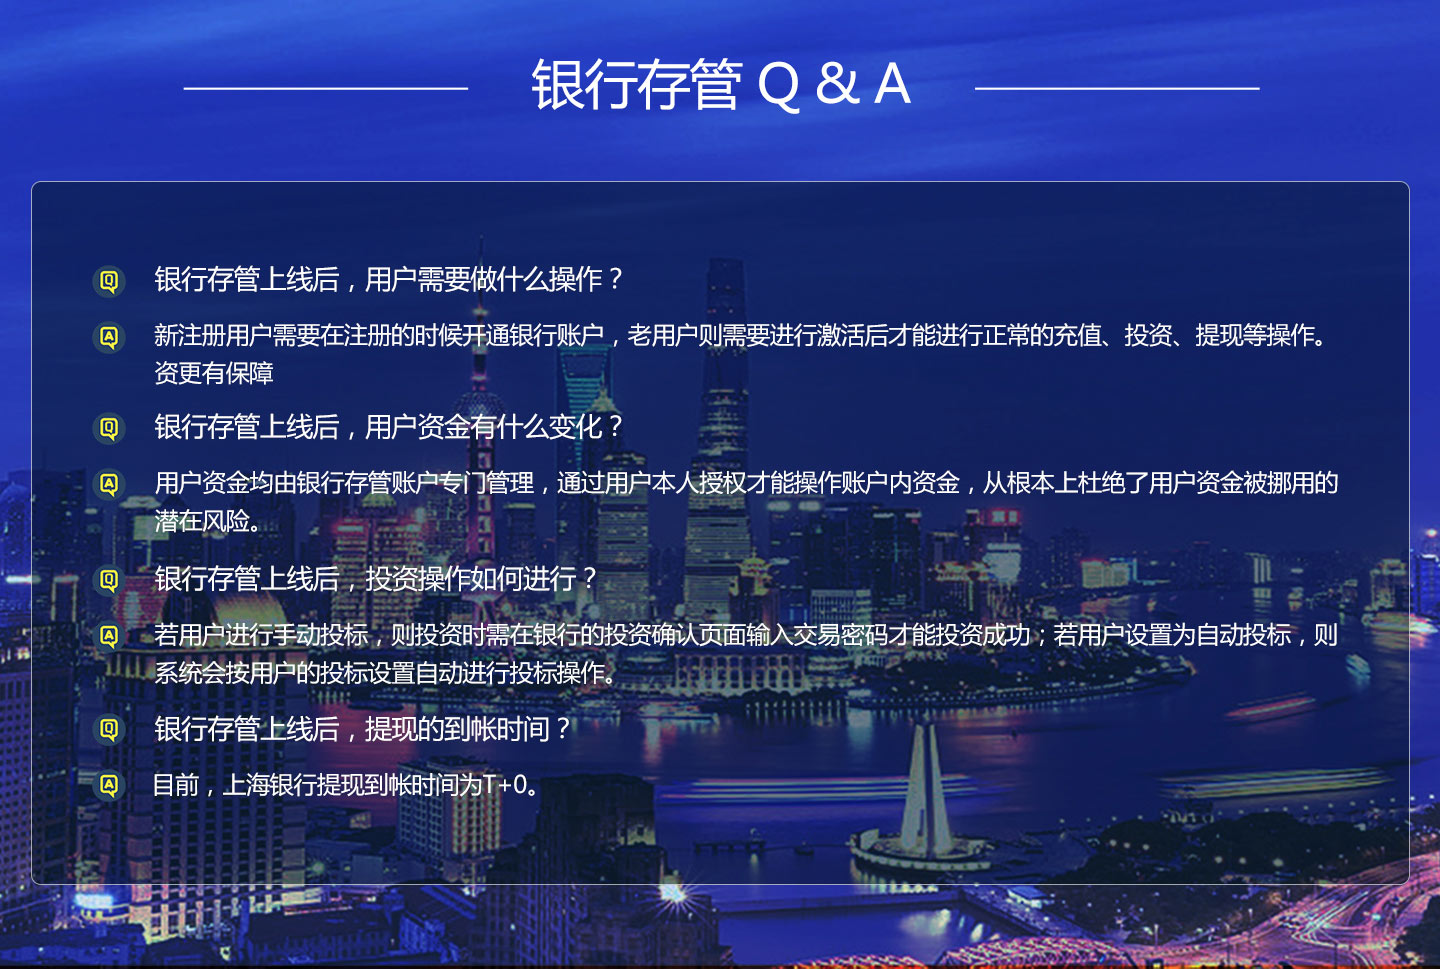 银行存管 Q & A
Q 银行存管上线后，用户需要做什么操作？
A 新注册用户需要在注册的时候开通银行账户，老用户则需要进行激活后才能进行正常的充值、投资、提现等操作。
资更有保障
Q 银行存管上线后，用户资金有什么变化？
A 用户资金均由银行存管账户专门管理，通过用户本人授权才能操作账户内资金，从根本上杜绝了用户资金被挪用的
潜在风险。
Q 银行存管上线后，投资操作如何进行？
A 若用户进行手动投标，则投资时需在银行的投资确认页面输入交易密码才能投资成功；若用户设置为自动投标，则
系统会按用户的投标设置自动进行投标操作。
Q 银行存管上线后，提现的到帐时间？
A 目前，上海银行提现到帐时间为T+0。